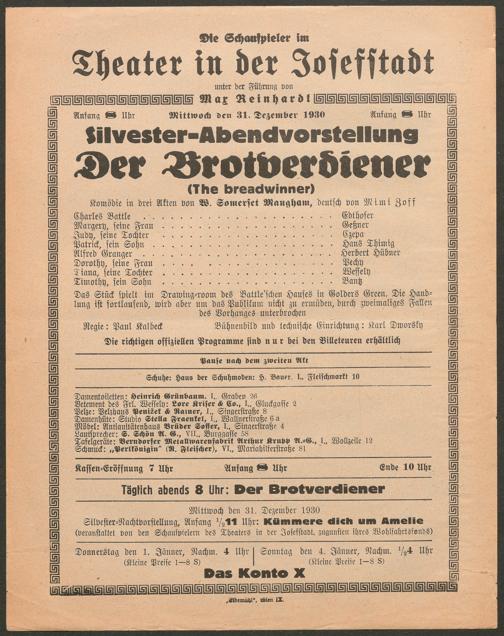 Die Schauspieler im
Theater in der Josefstadt
unter der Führung von
Max Reinhardt
Anfang 8 Uhr Mittwoch den 31. Dezember 1930 Anfang 8 Uhr
Silvester=Abendvorstellung
Der Brotverdiener
(The breadwinner)
Komödie in drei Akten von W. Somerset Maugham, deutsch von Mimi Zoff
Charles Battle Edthofer
Margery, seine Frau Geßner
Judy, seine Tochter Czepa
Patrick, sein Sohn Hans Thimig
Alfred Granger Herbert Hübner
Dorothy, seine Frau Pechy
Diana, seine Tochter Wessely
Timothy, sein Sohn Bantz
Das Stück spielt im Drawing-room des Battle'schen Hauses in Golders Green. Die Hand-
lung ist fortlaufend, wird aber um das Publikum nicht zu ermüden, durch zweimaliges Fallen
des Vorhanges unterbrochen
Regie: Paul Kalbeck Bühnenbild und technische Einrichtung: Karl Dworsky
Die richtigen offiziellen Programme sind nur bei den Billeteuren erhältlich
Pause nach dem zweiten Akt
Schuhe: Haus der Schuhmoden: H. Bauer, I., Fleischmarkt 10
Damentoiletten: Heinrich Grünbaum, I., Graben 26
Vetement des Frl. Wessely: Lore Kriser & Co., I., Gluckgasse 2
Pelze: Pelzhaus Penižek & Rainer, I., Singerstraße 8
Damenhüte: Studio Stella Fraenkel, I., Wallnerstraße 6a
Möbel: Antiquitätenhaus Brüder Soffer, I., Singerstraße 4
Lautsprecher: S. Schön A. G., VII., Burggasse 58
Tafelgeräte: Berndorfer Metallwarenfabrik Arthur Krupp A.=G., I., Wollzeile 12
Schmuck: „Perlkönigin" (R. Fleischer), VI., Mariahilferstraße 81
Kassen-Eröffnung 7 Uhr Anfang 8 Uhr Ende 10 Uhr
Täglich abends 8 Uhr: Der Brotverdiener
Mittwoch den 31. Dezember 1930
Silvester-Nachtvorstellung, Anfang ½11 Uhr: Kümmere dich um Amelie
(veranstaltet von den Schauspielern des Theaters in der Josefstadt, zugunsten ihres Wohlfahrtsfonds)
Donnerstag den 1. Jänner, Nachm. 4 Uhr Sonntag den 4. Jänner, Nachm. ½4 Uhr
(Kleine Preise 1—8 S) (Kleine Preise 1—8 S)
Das Konto X
„Elbemühl", Wien IX.